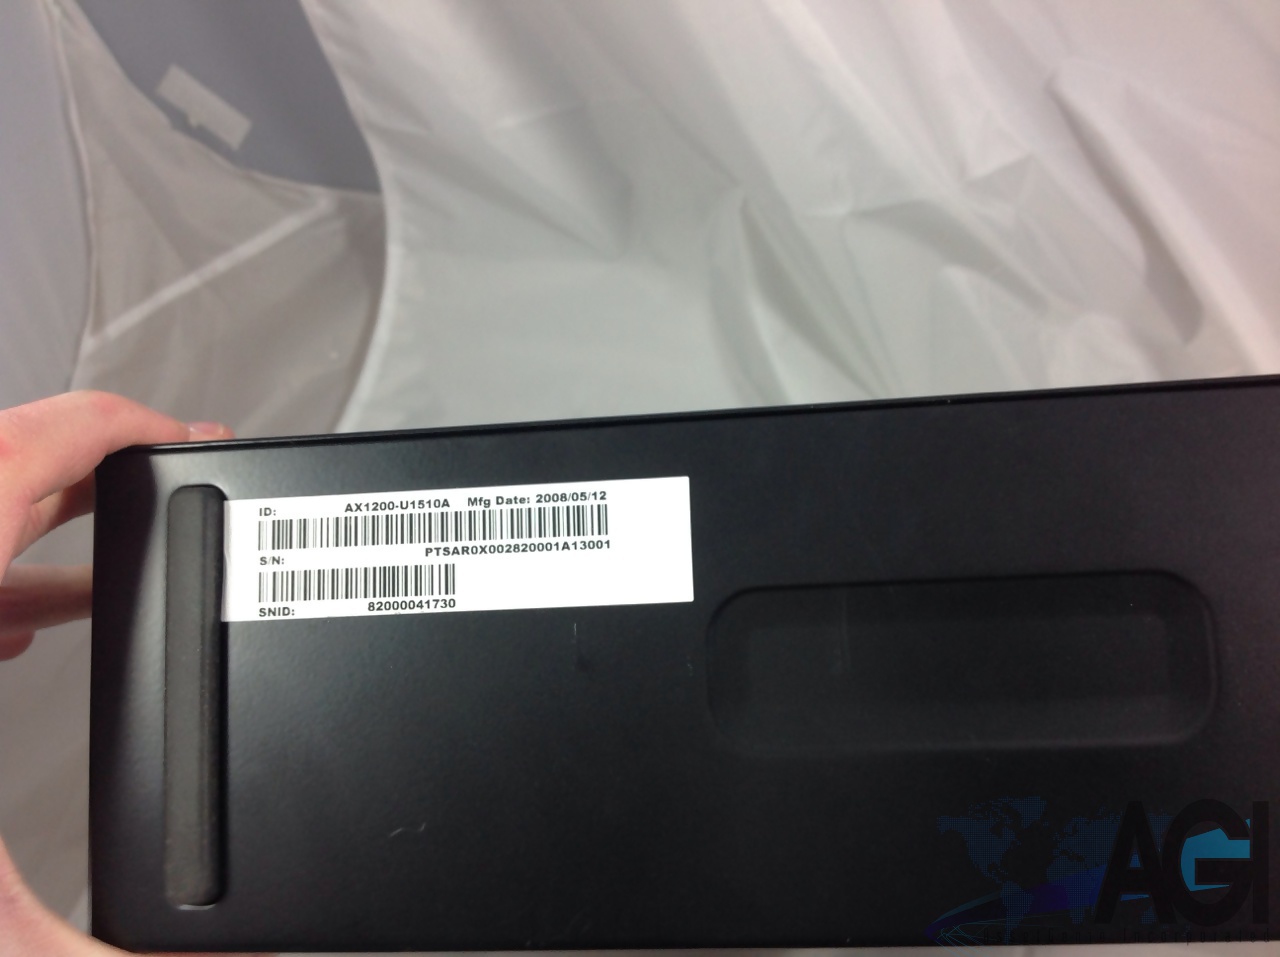 ID: AX1200-U1510A Mfg Date: 2008/05/12
S/N: PTSAR0X002820001A13001
SNID: 82000041730
AGI